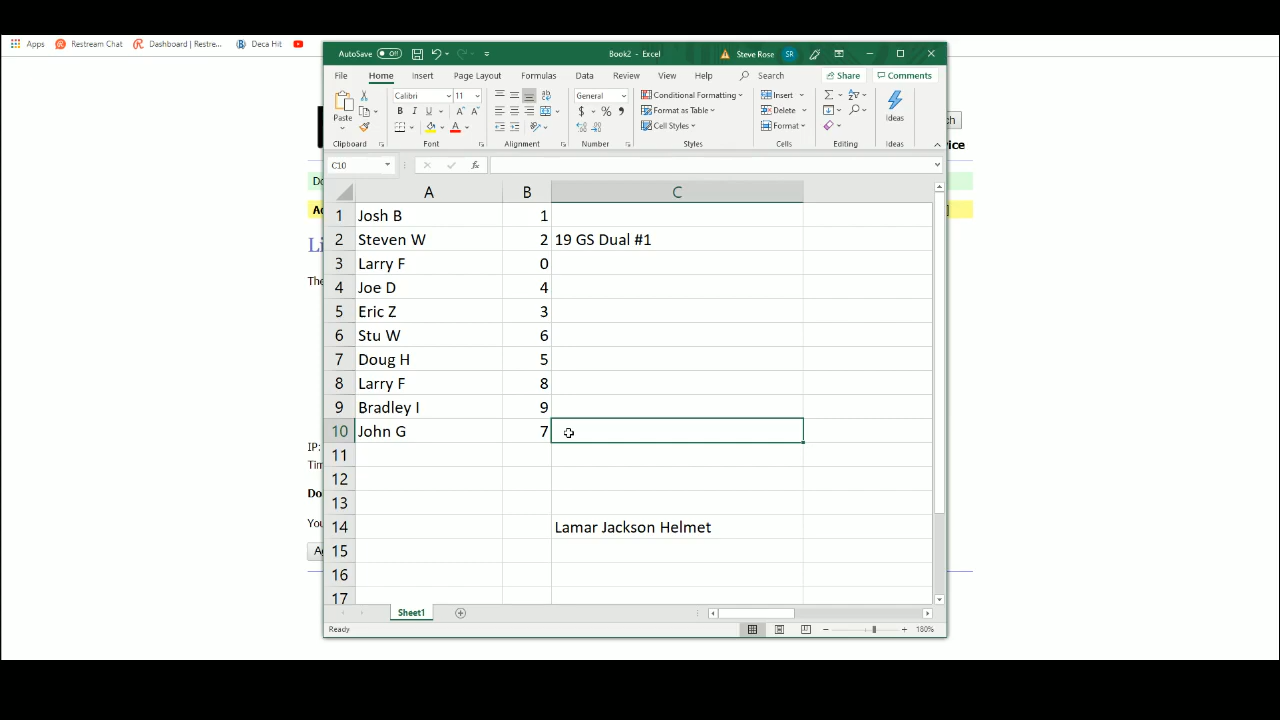 Apps Restream Chat Dashboard | Restre... Deca Hit
AutoSave Off Book2 - Excel Steve Rose SR
File Home Insert Page Layout Formulas Data Review View Help Search Share Comments
Paste Calibri 11 General Conditional Formatting Insert Ideas
B I U A $ % , Format as Table Delete
Cell Styles Format
Clipboard Font Alignment Number Styles Cells Editing Ideas
C10 fx
A B C
1 Josh B 1
2 Steven W 2 19 GS Dual #1
3 Larry F 0
4 Joe D 4
5 Eric Z 3
6 Stu W 6
7 Doug H 5
8 Larry F 8
9 Bradley I 9
10 John G 7
11
12
13
14 Lamar Jackson Helmet
15
16
17
Sheet1
Ready 180%
IP: